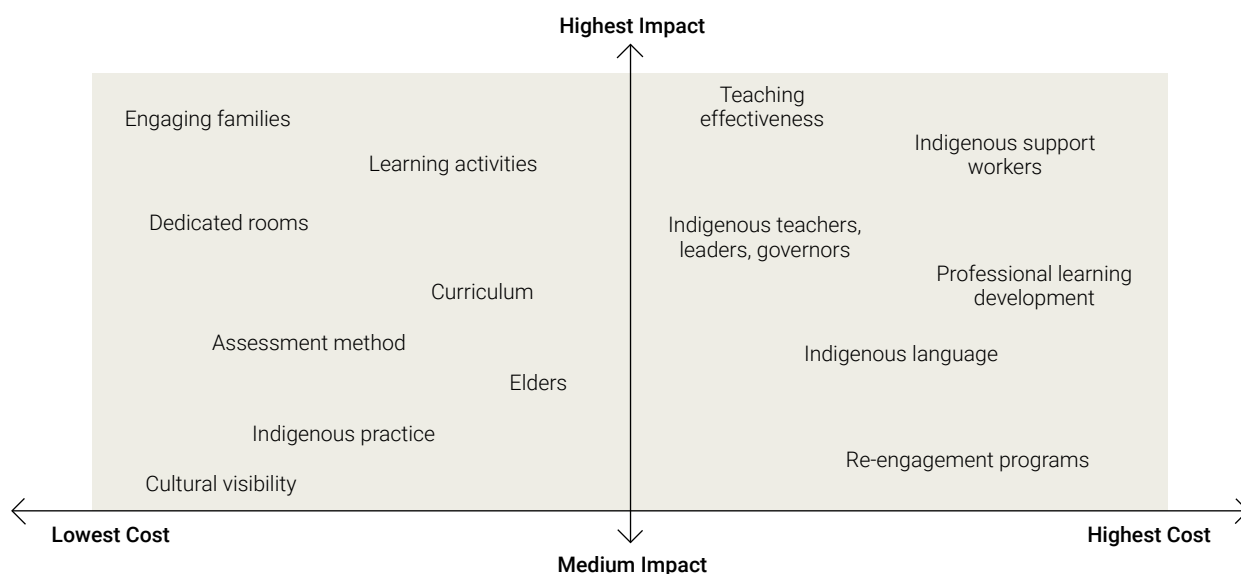 Highest Impact
Teaching
effectiveness
Engaging families
Indigenous support
workers
Learning activities
Dedicated rooms
Indigenous teachers,
leaders, governors
Professional learning
development
Curriculum
Assessment method
Indigenous language
Elders
Indigenous practice
Re-engagement programs
Cultural visibility
Lowest Cost
Highest Cost
Medium Impact